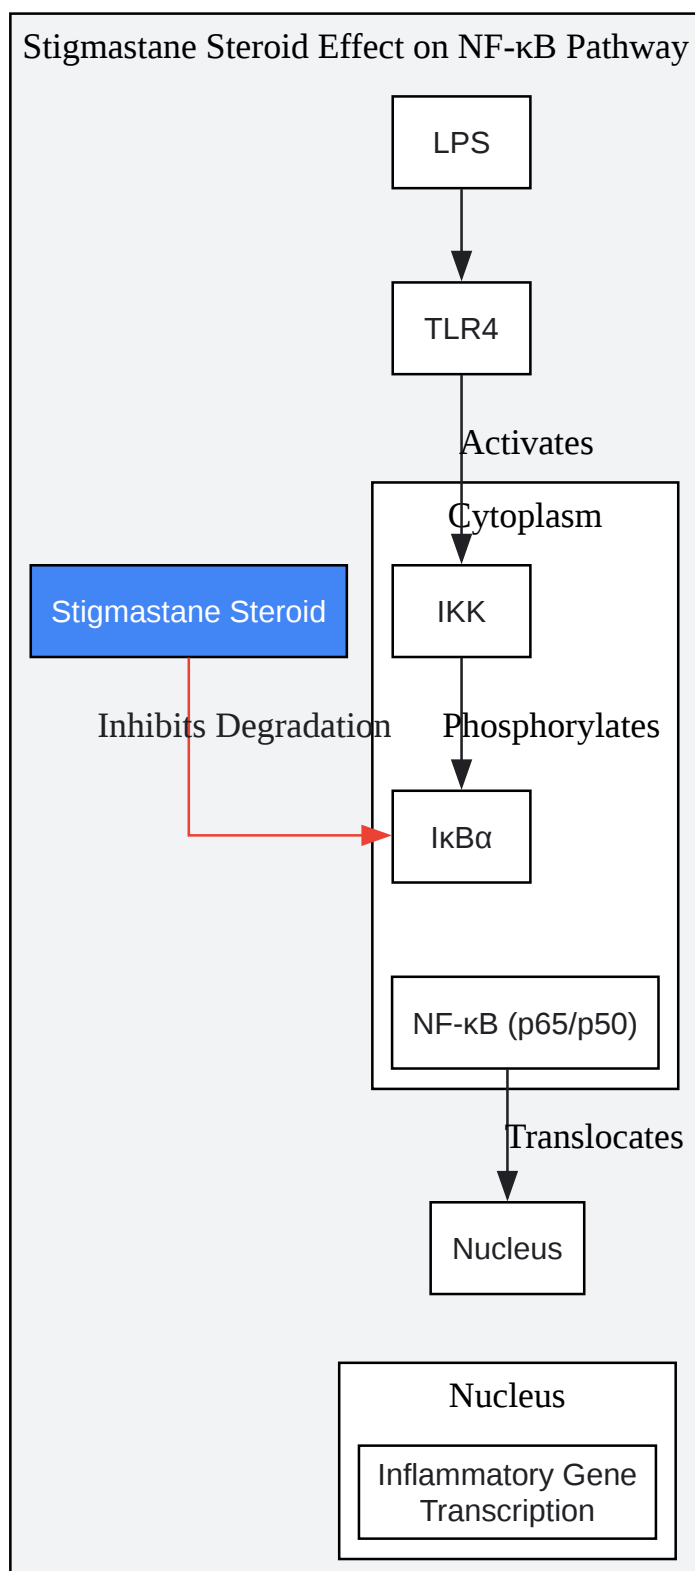 Stigmastane Steroid Effect on NF-κB Pathway
LPS
TLR4
Activates
Cytoplasm
Stigmastane Steroid
IKK
Inhibits Degradation
Phosphorylates
IκBα
NF-κB (p65/p50)
Translocates
Nucleus
Nucleus
Inflammatory Gene
Transcription